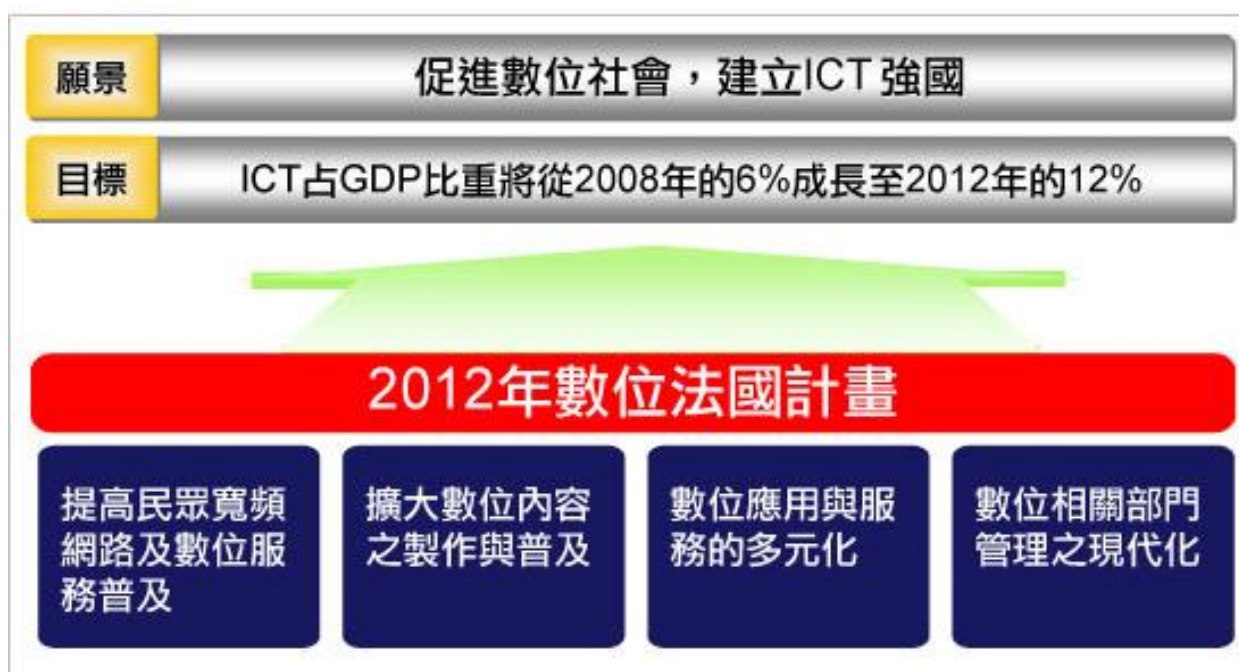 願景
促進數位社會，建立ICT 強國
目標
ICT占GDP比重將從2008年的6%成長至2012年的12%
2012年數位法國計畫
提高民眾寬頻
網路及數位服
務普及
擴大數位內容
之製作與普及
數位應用與服
務的多元化
數位相關部門
管理之現代化